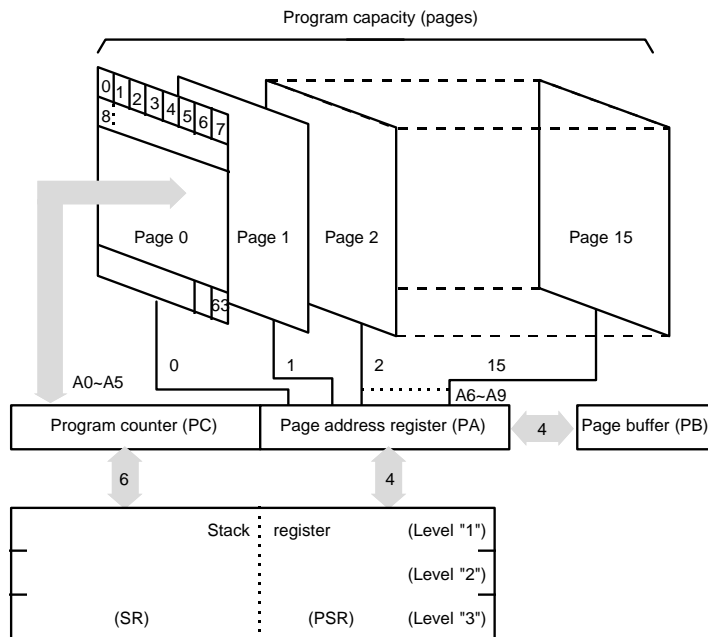 Program capacity (pages)
0 1 2 3 4 5 6 7
8
Page 0
Page 1
Page 2
Page 15
63
0
1
2
15
A0~A5
A6~A9
Program counter (PC)
Page address register (PA)
4
Page buffer (PB)
6
4
Stack register (Level "1")
(Level "2")
(SR) (PSR) (Level "3")